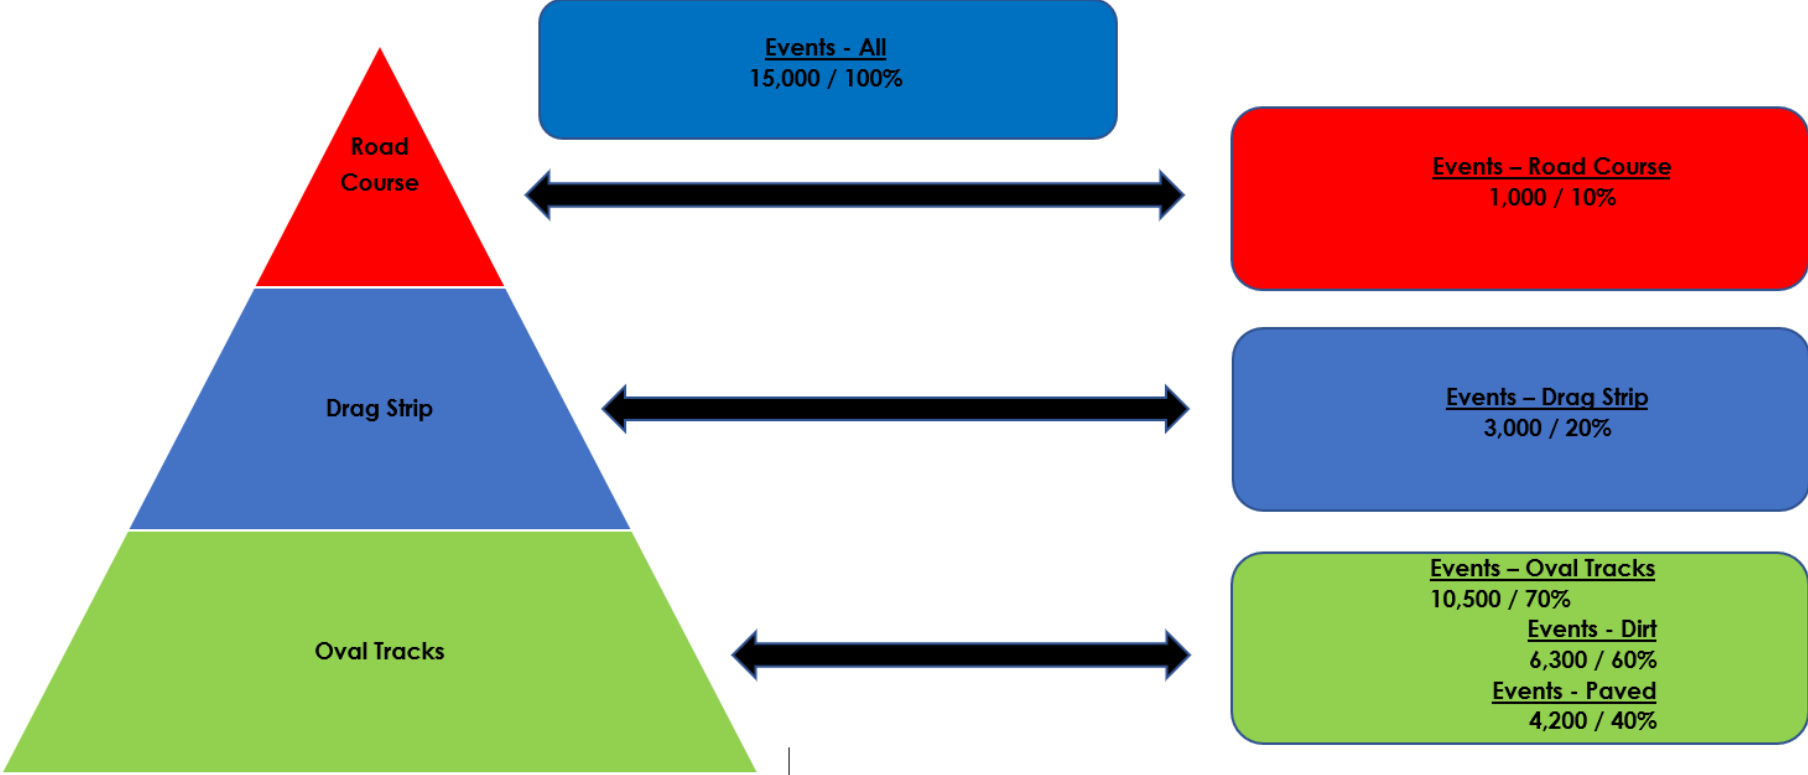 Events - All
15,000 / 100%
Road
Course
Events – Road Course
1,000 / 10%
Drag Strip
Events – Drag Strip
3,000 / 20%
Oval Tracks
Events – Oval Tracks
10,500 / 70%
Events - Dirt
6,300 / 60%
Events - Paved
4,200 / 40%